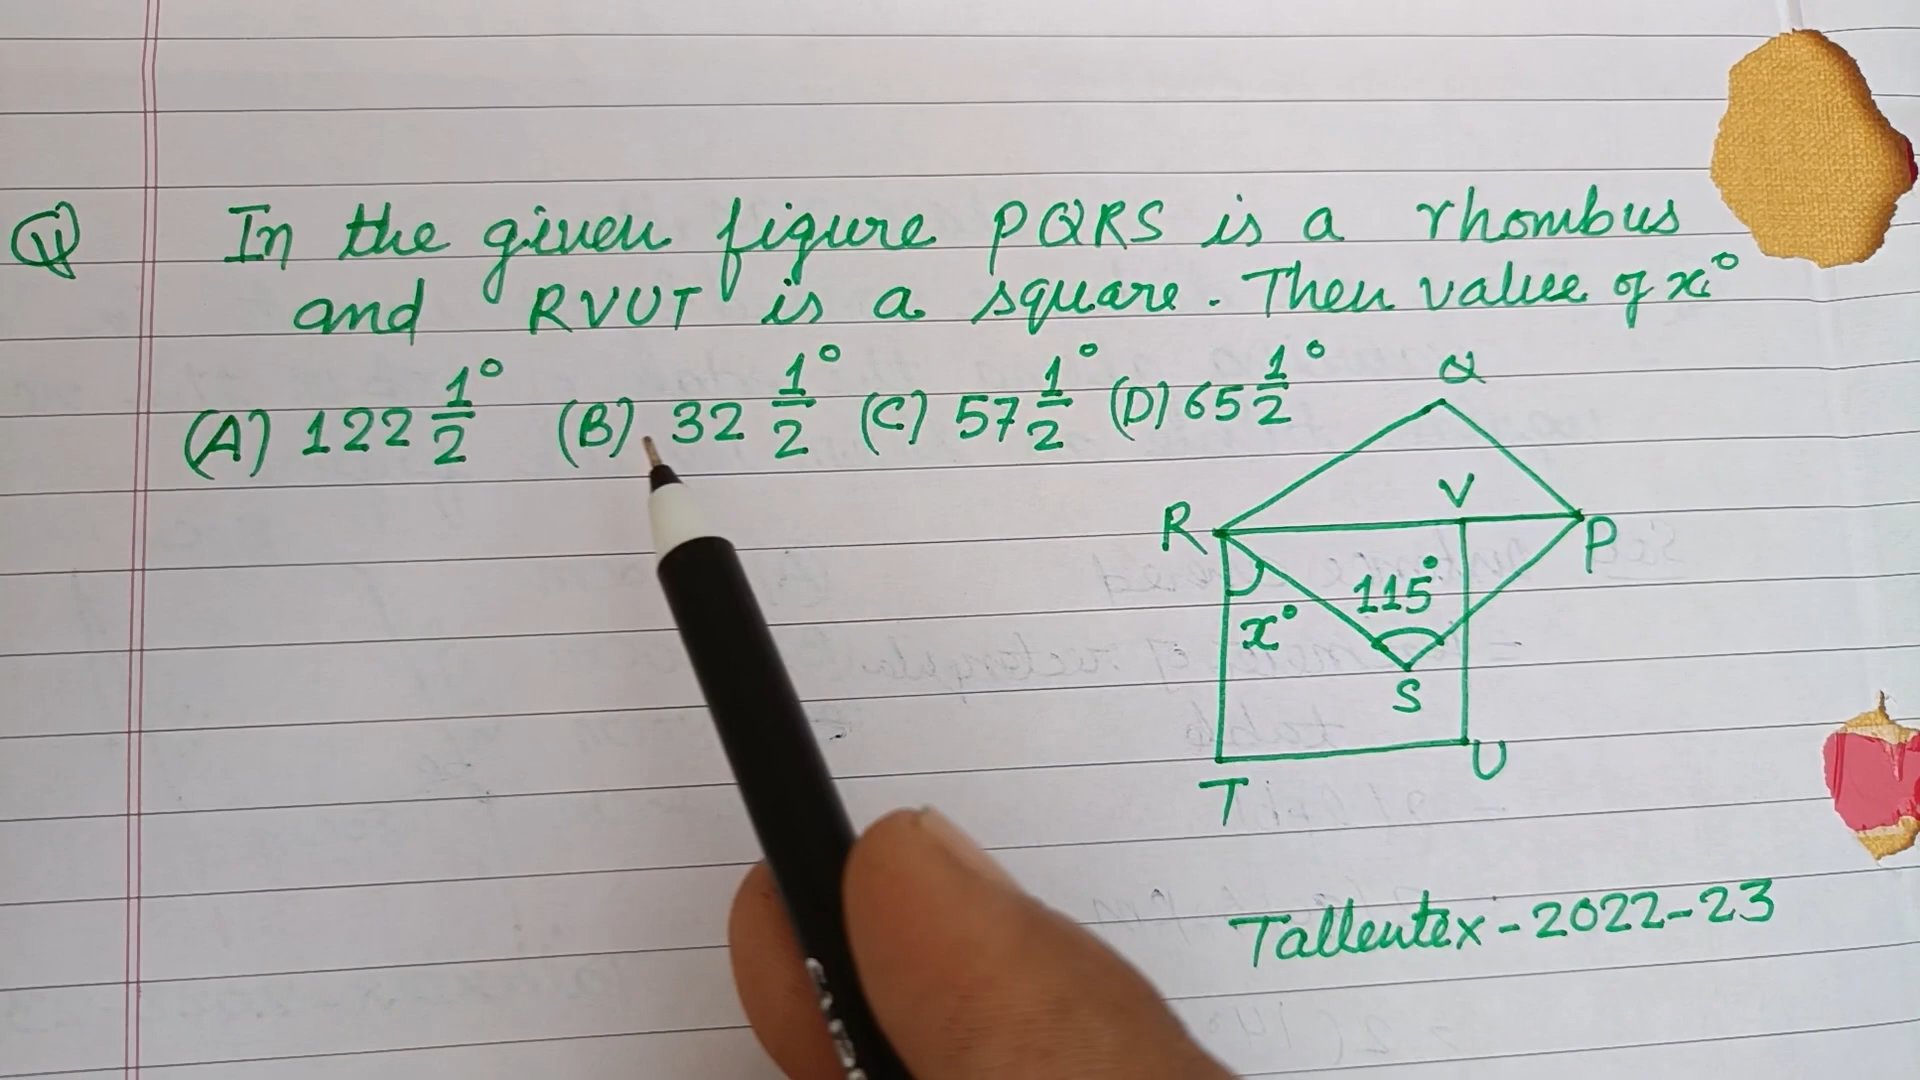 Q In the given figure PQRS is a rhombus
and RVUT is a square. Then value of x°
(A) 122 1/2° (B) 32 1/2° (C) 57 1/2° (D) 65 1/2°
Q
V
R
P
115°
x°
S
U
T
Tallentex-2022-23